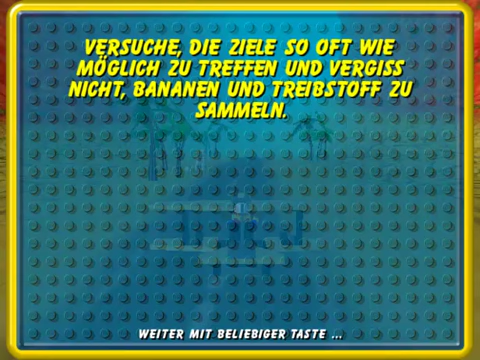 VERSUCHE, DIE ZIELE SO OFT WIE
MÖGLICH ZU TREFFEN UND VERGISS
NICHT, BANANEN UND TREIBSTOFF ZU
SAMMELN.
WEITER MIT BELIEBIGER TASTE ...